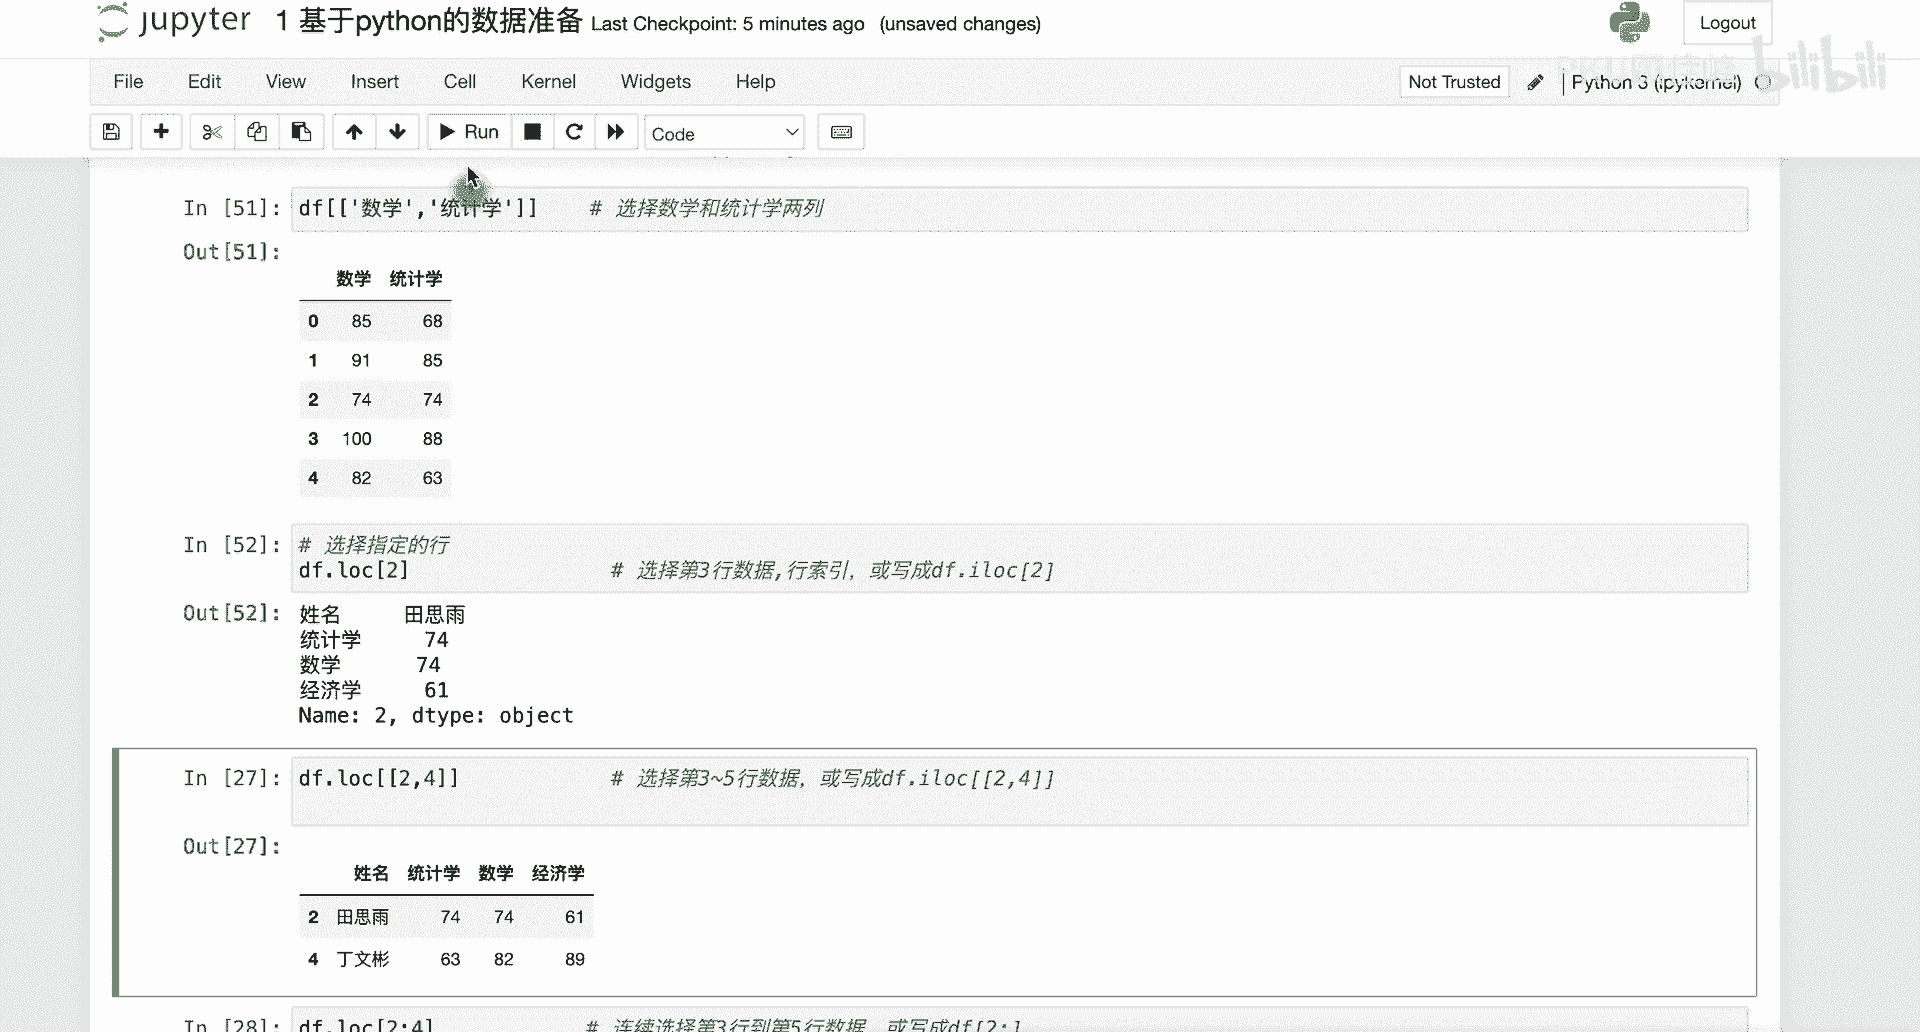 jupyter 1 基于python的数据准备 Last Checkpoint: 5 minutes ago (unsaved changes)
Logout
File Edit View Insert Cell Kernel Widgets Help
Not Trusted Python 3 (ipykernel)
bilibili
Run Code
In [51]: df[['数学','统计学']] # 选择数学和统计学两列
Out[51]:
数学 统计学
0 85 68
1 91 85
2 74 74
3 100 88
4 82 63
In [52]: # 选择指定的行
df.loc[2] # 选择第3行数据,行索引，或写成df.iloc[2]
Out[52]: 姓名 田思雨
统计学 74
数学 74
经济学 61
Name: 2, dtype: object
In [27]: df.loc[[2,4]] # 选择第3~5行数据，或写成df.iloc[[2,4]]
Out[27]:
姓名 统计学 数学 经济学
2 田思雨 74 74 61
4 丁文彬 63 82 89
In [28]: df.loc[2:4] # 连续选择第3行到第5行数据，或写成df[2:]